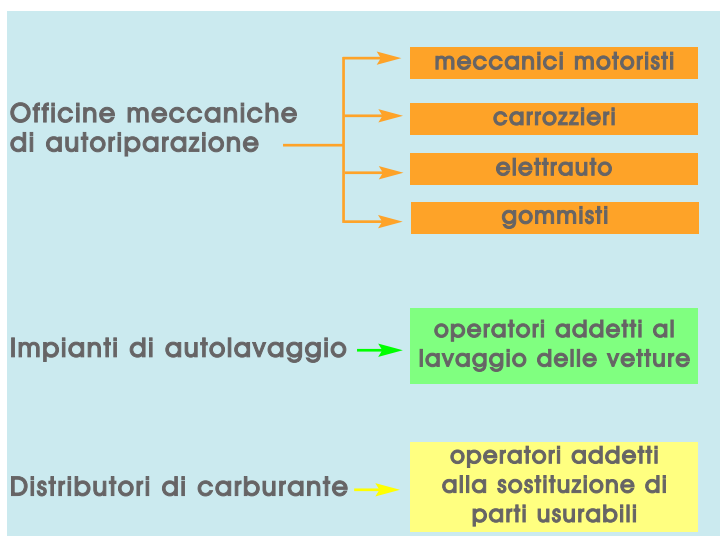 Officine meccaniche
di autoriparazione
meccanici motoristi
carrozzieri
elettrauto
gommisti
Impianti di autolavaggio
operatori addetti al
lavaggio delle vetture
Distributori di carburante
operatori addetti
alla sostituzione di
parti usurabili